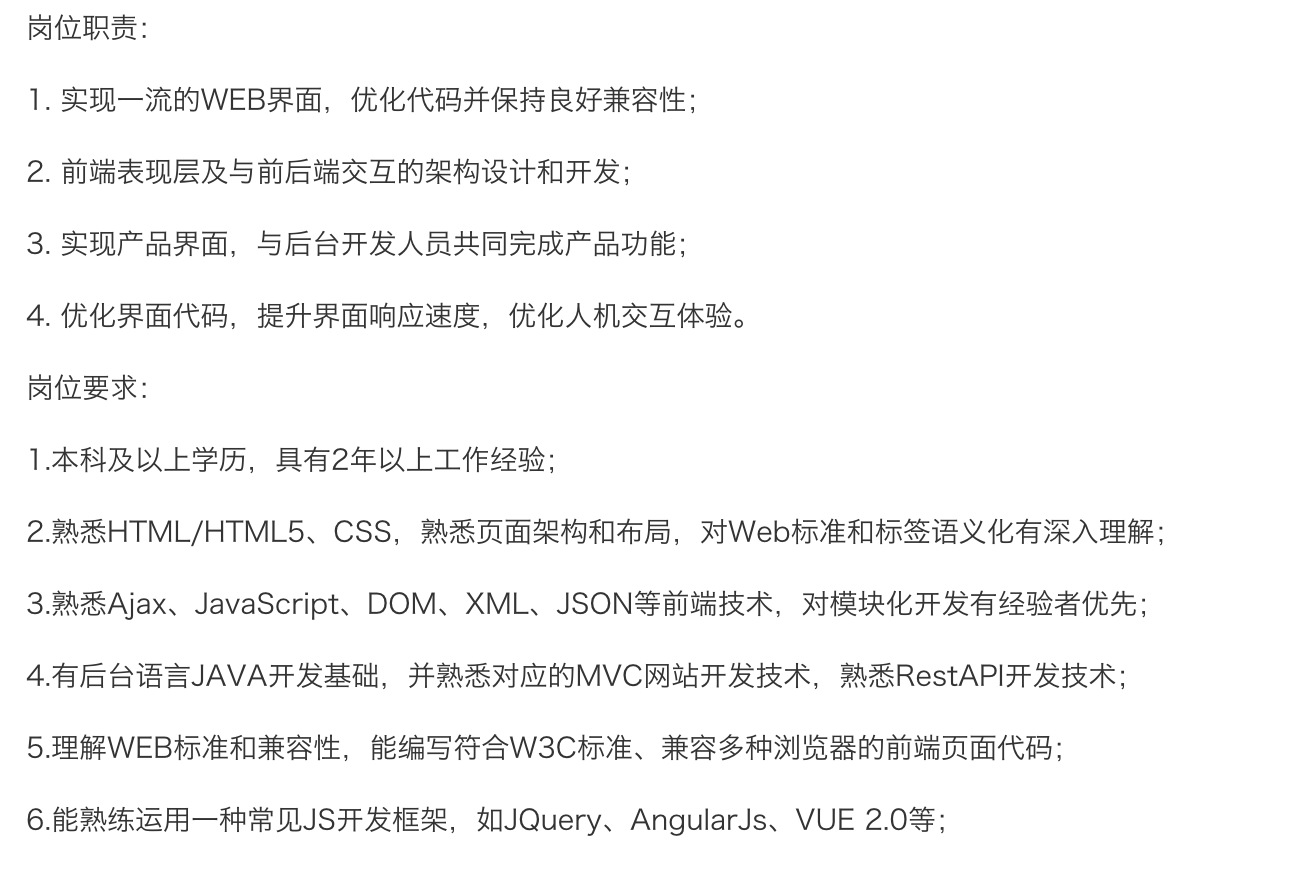 岗位职责：
1. 实现一流的WEB界面，优化代码并保持良好兼容性；
2. 前端表现层及与前后端交互的架构设计和开发；
3. 实现产品界面，与后台开发人员共同完成产品功能；
4. 优化界面代码，提升界面响应速度，优化人机交互体验。
岗位要求：
1.本科及以上学历，具有2年以上工作经验；
2.熟悉HTML/HTML5、CSS，熟悉页面架构和布局，对Web标准和标签语义化有深入理解；
3.熟悉Ajax、JavaScript、DOM、XML、JSON等前端技术，对模块化开发有经验者优先；
4.有后台语言JAVA开发基础，并熟悉对应的MVC网站开发技术，熟悉RestAPI开发技术；
5.理解WEB标准和兼容性，能编写符合W3C标准、兼容多种浏览器的前端页面代码；
6.能熟练运用一种常见JS开发框架，如JQuery、AngularJs、VUE 2.0等；